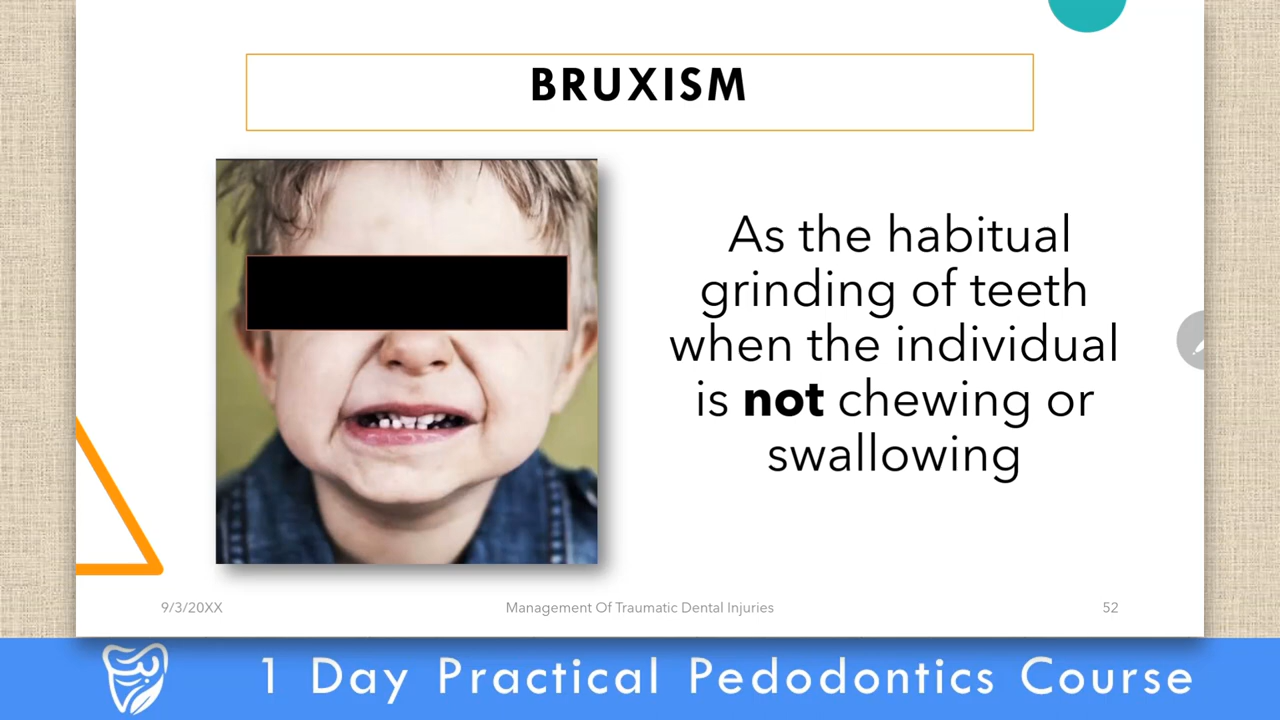 BRUXISM
As the habitual
grinding of teeth
when the individual
is not chewing or
swallowing
9/3/20XX
Management Of Traumatic Dental Injuries
52
1 Day Practical Pedodontics Course